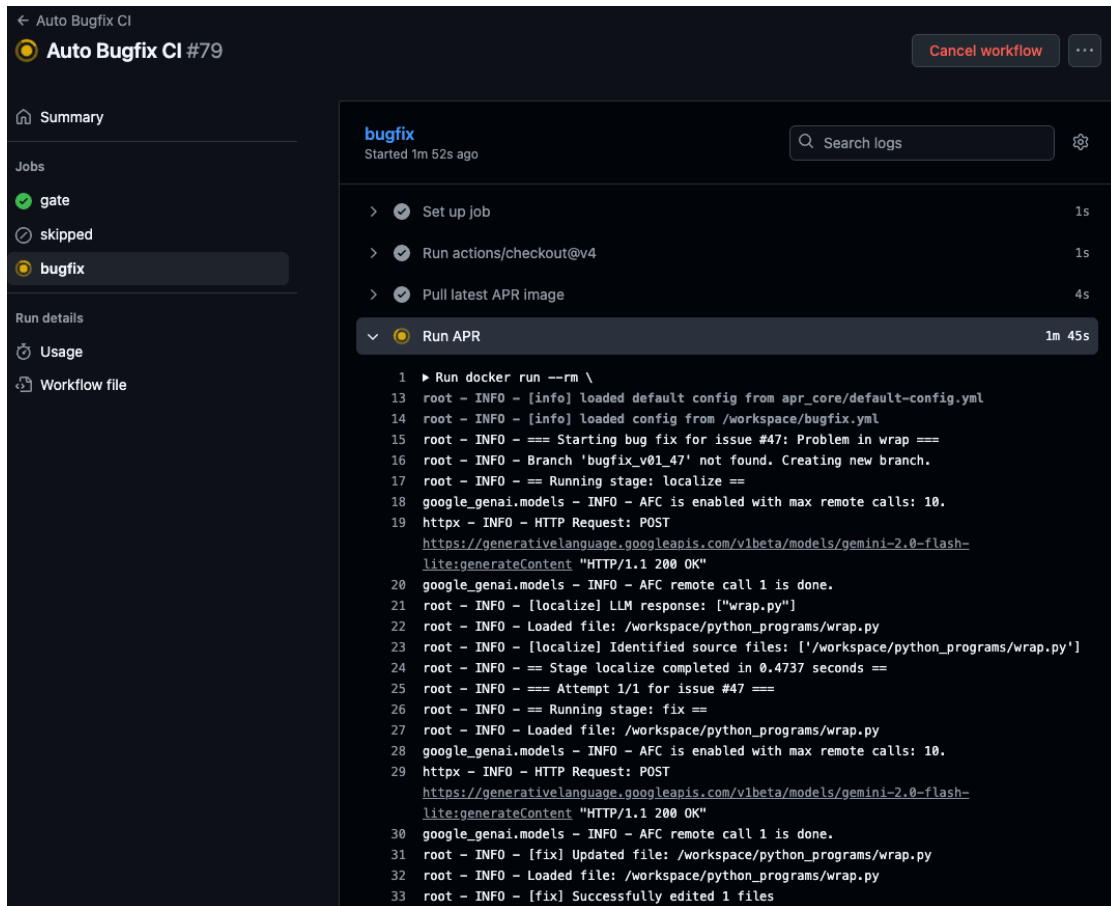 ← Auto Bugfix CI
Auto Bugfix CI #79
Cancel workflow
···
Summary
Jobs
gate
skipped
bugfix
Run details
Usage
Workflow file
bugfix
Started 1m 52s ago
Search logs
Set up job 1s
Run actions/checkout@v4 1s
Pull latest APR image 4s
Run APR 1m 45s
1 ▶ Run docker run --rm \
13 root - INFO - [info] loaded default config from apr_core/default-config.yml
14 root - INFO - [info] loaded config from /workspace/bugfix.yml
15 root - INFO - === Starting bug fix for issue #47: Problem in wrap ===
16 root - INFO - Branch 'bugfix_v01_47' not found. Creating new branch.
17 root - INFO - == Running stage: localize ==
18 google_genai.models - INFO - AFC is enabled with max remote calls: 10.
19 httpx - INFO - HTTP Request: POST
https://generativelanguage.googleapis.com/v1beta/models/gemini-2.0-flash-
lite:generateContent "HTTP/1.1 200 OK"
20 google_genai.models - INFO - AFC remote call 1 is done.
21 root - INFO - [localize] LLM response: ["wrap.py"]
22 root - INFO - Loaded file: /workspace/python_programs/wrap.py
23 root - INFO - [localize] Identified source files: ['/workspace/python_programs/wrap.py']
24 root - INFO - == Stage localize completed in 0.4737 seconds ==
25 root - INFO - === Attempt 1/1 for issue #47 ===
26 root - INFO - == Running stage: fix ==
27 root - INFO - Loaded file: /workspace/python_programs/wrap.py
28 google_genai.models - INFO - AFC is enabled with max remote calls: 10.
29 httpx - INFO - HTTP Request: POST
https://generativelanguage.googleapis.com/v1beta/models/gemini-2.0-flash-
lite:generateContent "HTTP/1.1 200 OK"
30 google_genai.models - INFO - AFC remote call 1 is done.
31 root - INFO - [fix] Updated file: /workspace/python_programs/wrap.py
32 root - INFO - Loaded file: /workspace/python_programs/wrap.py
33 root - INFO - [fix] Successfully edited 1 files